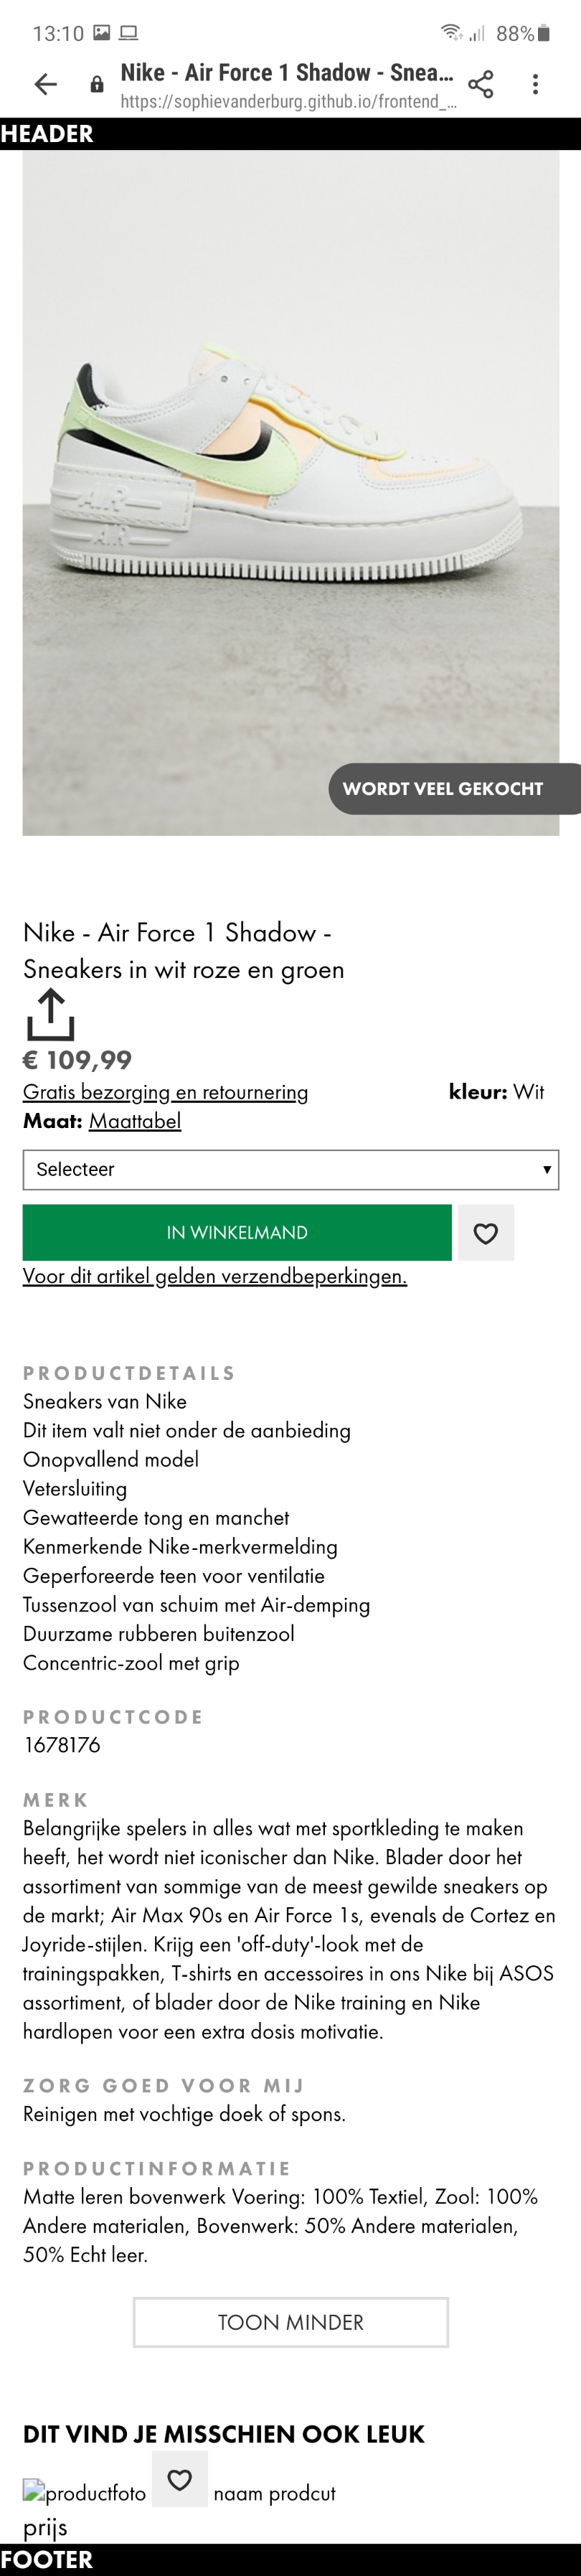 13:10
88%
Nike - Air Force 1 Shadow - Snea...
https://sophievanderburg.github.io/frontend_...
HEADER
AIR
AIR
WORDT VEEL GEKOCHT
Nike - Air Force 1 Shadow -
Sneakers in wit roze en groen
€ 109,99
Gratis bezorging en retournering
kleur: Wit
Maat: Maattabel
Selecteer
IN WINKELMAND
Voor dit artikel gelden verzendbeperkingen.
PRODUCTDETAILS
Sneakers van Nike
Dit item valt niet onder de aanbieding
Onopvallend model
Vetersluiting
Gewatteerde tong en manchet
Kenmerkende Nike-merkvermelding
Geperforeerde teen voor ventilatie
Tussenzool van schuim met Air-demping
Duurzame rubberen buitenzool
Concentric-zool met grip
PRODUCTCODE
1678176
MERK
Belangrijke spelers in alles wat met sportkleding te maken
heeft, het wordt niet iconischer dan Nike. Blader door het
assortiment van sommige van de meest gewilde sneakers op
de markt; Air Max 90s en Air Force 1s, evenals de Cortez en
Joyride-stijlen. Krijg een 'off-duty'-look met de
trainingspakken, T-shirts en accessoires in ons Nike bij ASOS
assortiment, of blader door de Nike training en Nike
hardlopen voor een extra dosis motivatie.
ZORG GOED VOOR MIJ
Reinigen met vochtige doek of spons.
PRODUCTINFORMATIE
Matte leren bovenwerk Voering: 100% Textiel, Zool: 100%
Andere materialen, Bovenwerk: 50% Andere materialen,
50% Echt leer.
TOON MINDER
DIT VIND JE MISSCHIEN OOK LEUK
productfoto
naam prodcut
prijs
FOOTER